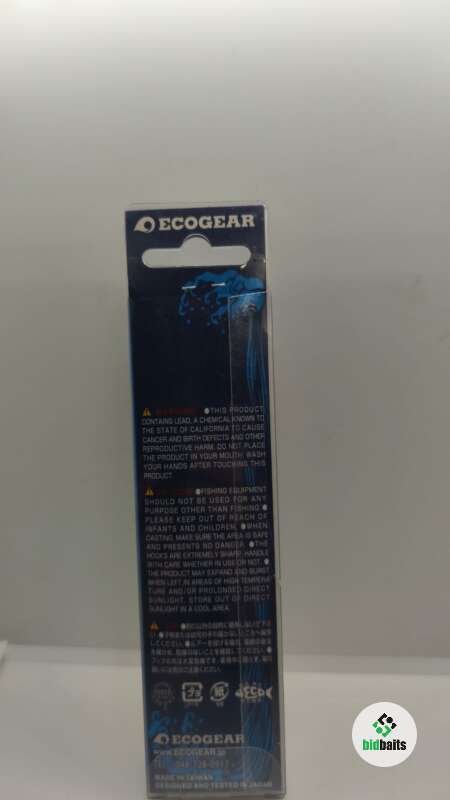 ECOGEAR
●THIS PRODUCT
CONTAINS LEAD, A CHEMICAL KNOWN TO
THE STATE OF CALIFORNIA TO CAUSE
CANCER AND BIRTH DEFECTS AND OTHER
REPRODUCTIVE HARM. DO NOT PLACE
THE PRODUCT IN YOUR MOUTH. WASH
YOUR HANDS AFTER TOUCHING THIS
PRODUCT.
●FISHING EQUIPMENT
SHOULD NOT BE USED FOR ANY
PURPOSE OTHER THAN FISHING. ●
PLEASE KEEP OUT OF REACH OF
INFANTS AND CHILDREN. ●WHEN
CASTING, MAKE SURE THE AREA IS SAFE
AND PRESENTS NO DANGER. ●THE
HOOKS ARE EXTREMELY SHARP. HANDLE
WITH CARE WHETHER IN USE OR NOT. ●
THE PRODUCT MAY EXPAND AND BURST
WHEN LEFT IN AREAS OF HIGH TEMPERA
TURE AND/OR PROLONGED DIRECT
SUNLIGHT. STORE OUT OF DIRECT
SUNLIGHT IN A COOL AREA.
ECOGEAR
www.ECOGEAR.jp
MADE IN TAIWAN
DESIGNED AND TESTED IN JAPAN
bidbaits